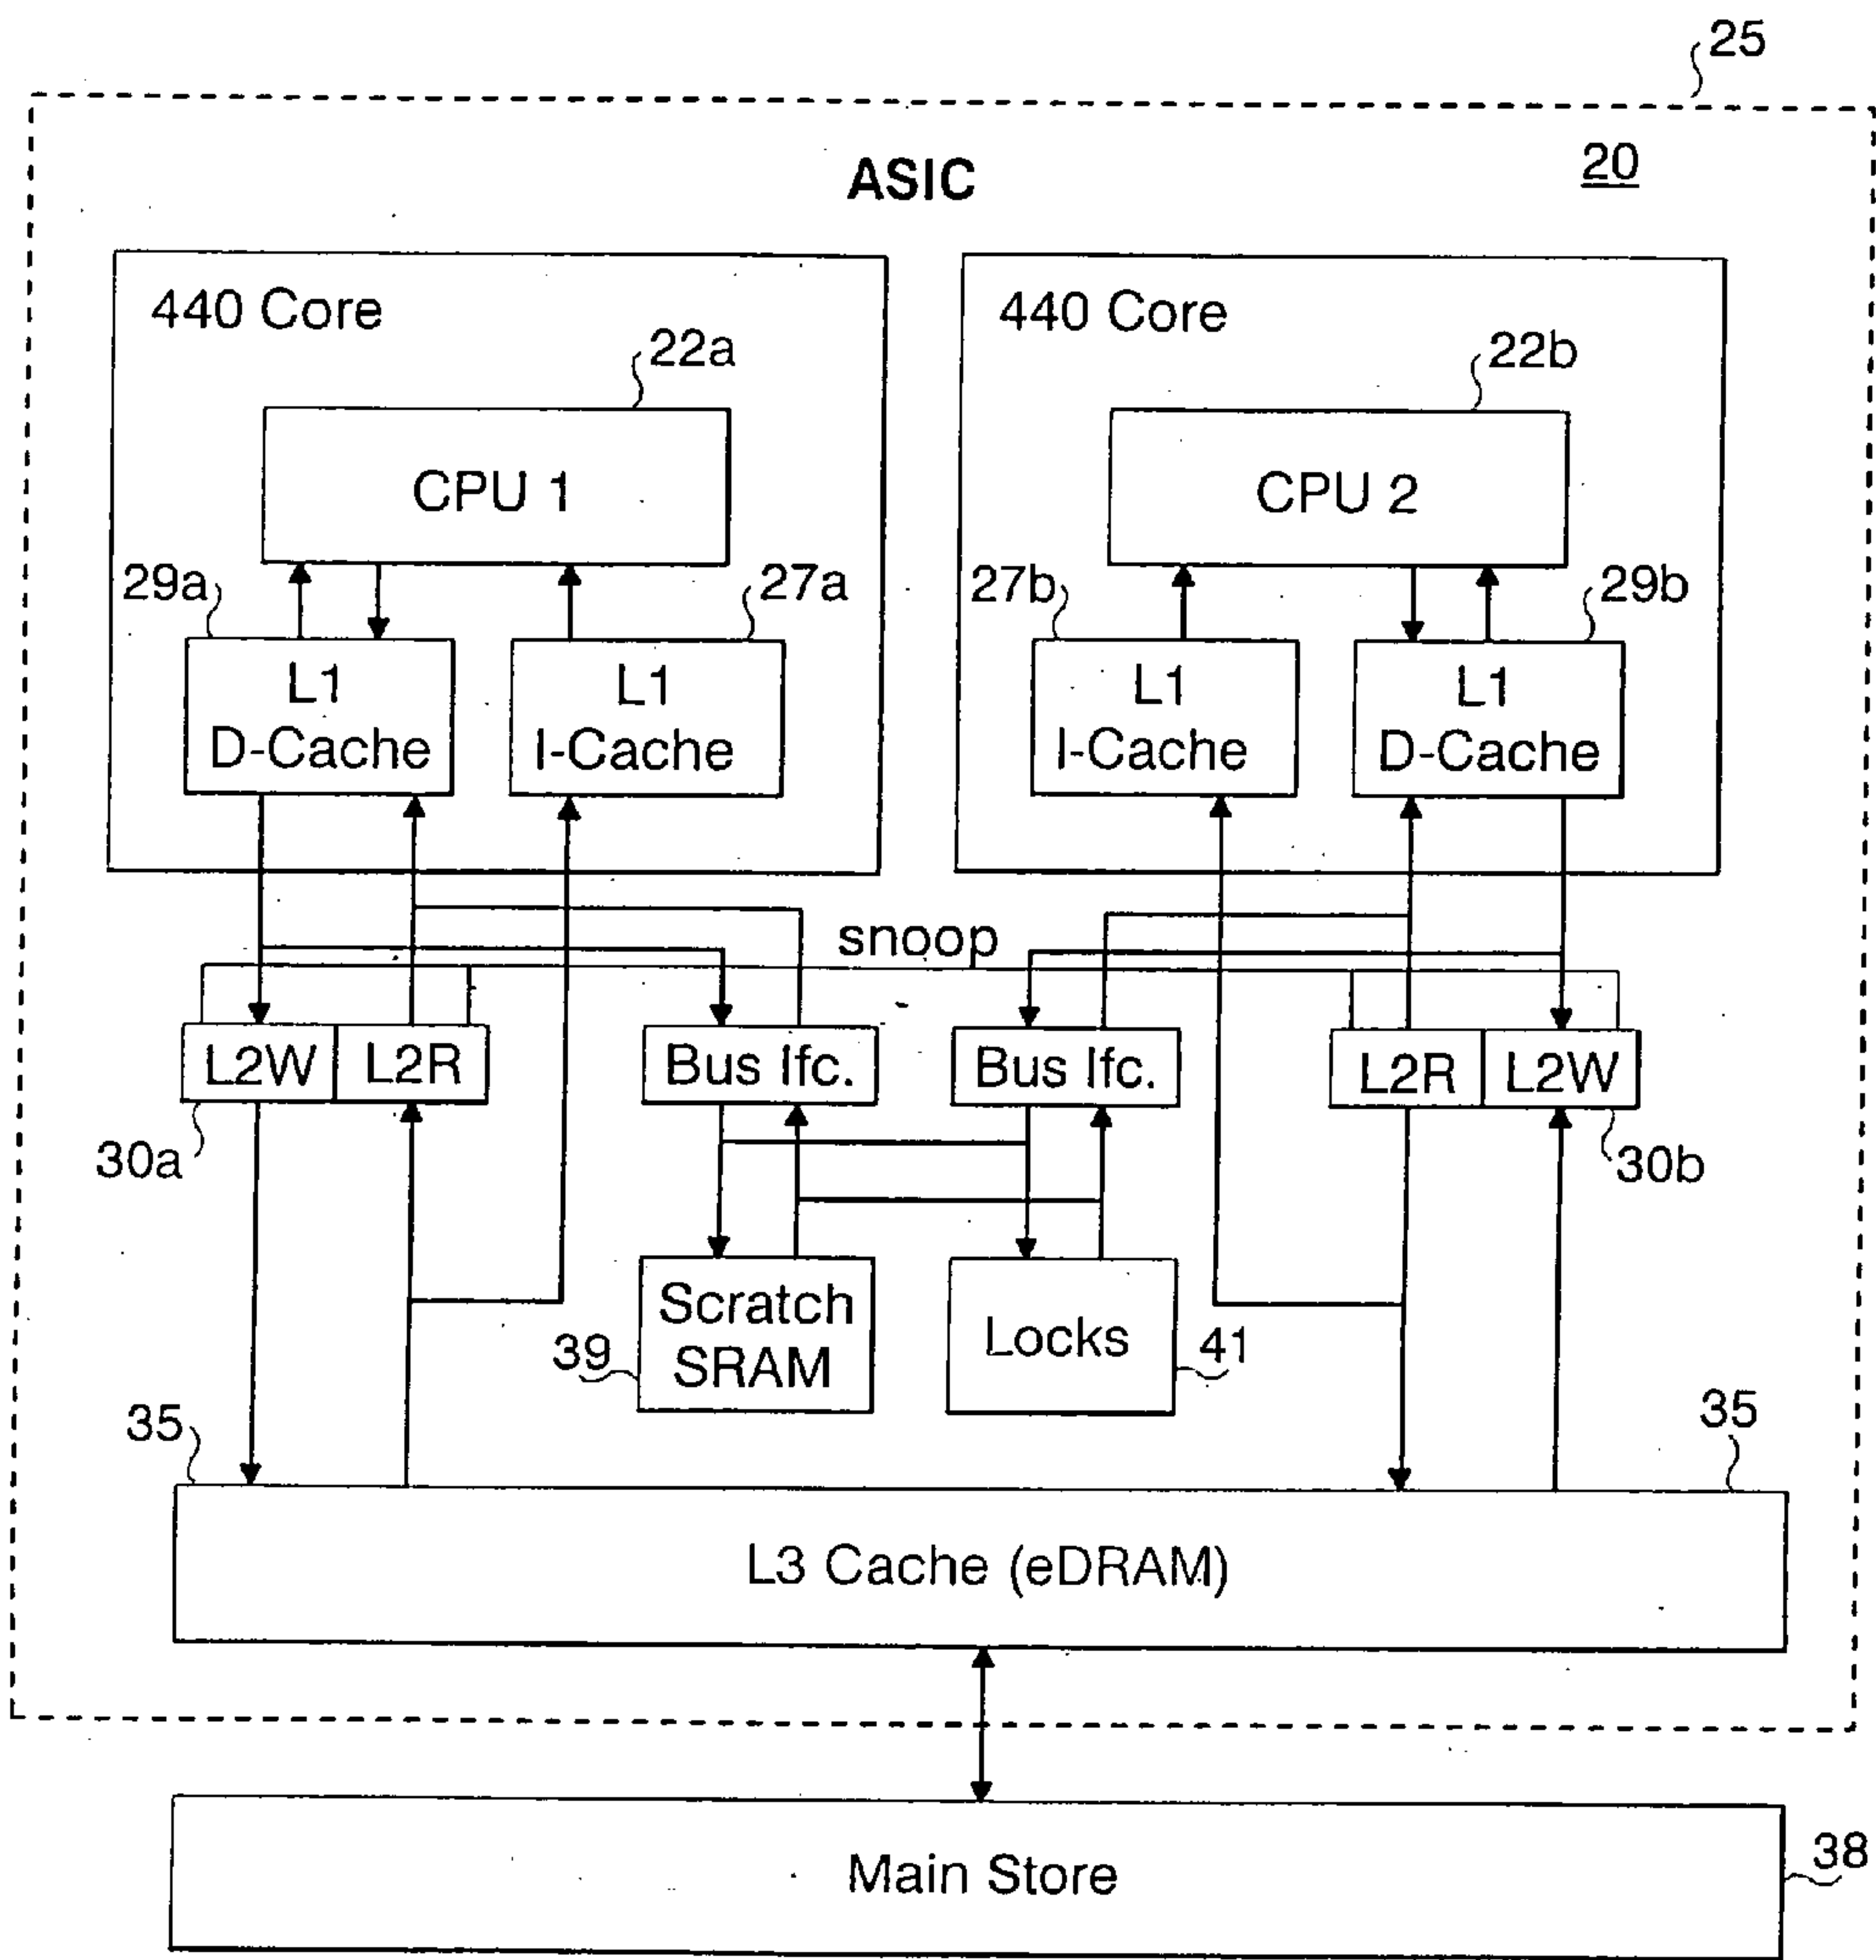 25
ASIC
20
440 Core
440 Core
22a
22b
CPU 1
CPU 2
29a
27a
27b
29b
L1
D-Cache
L1
I-Cache
L1
I-Cache
L1
D-Cache
snoop
L2W
L2R
Bus Ifc.
Bus Ifc.
L2R
L2W
30a
30b
Scratch
SRAM
39
Locks
41
35
35
L3 Cache (eDRAM)
Main Store
38